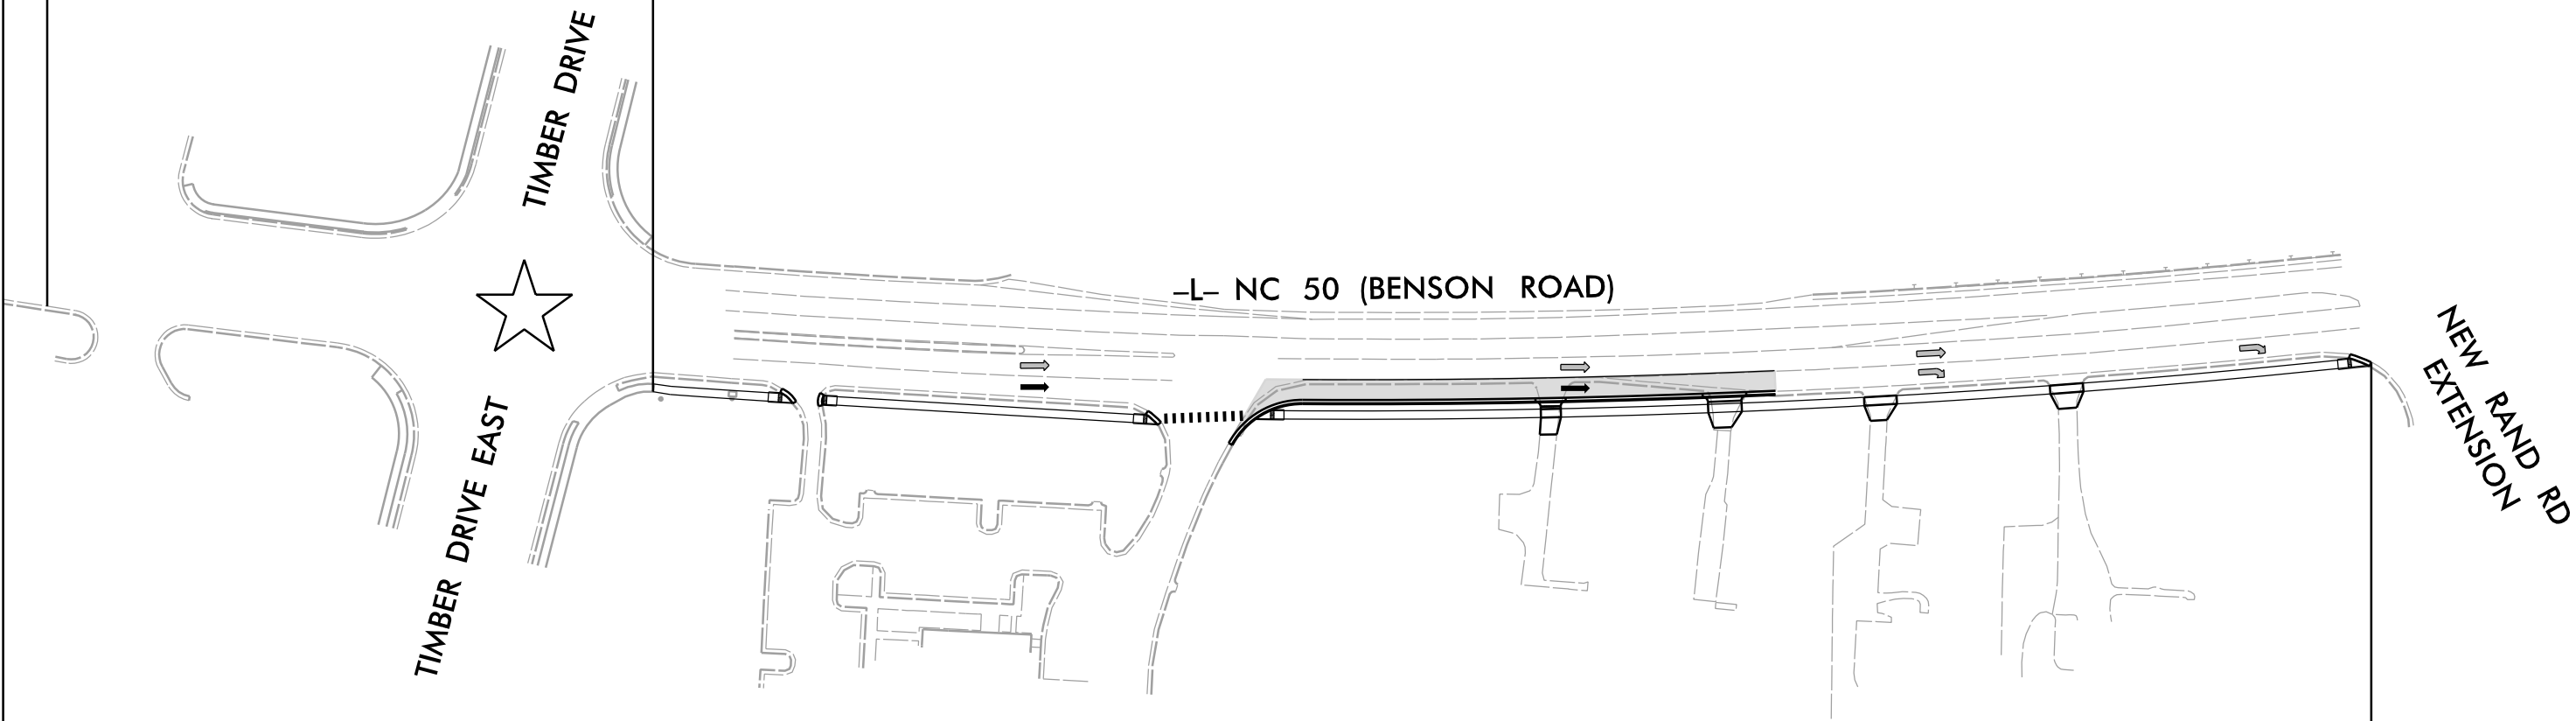 TIMBER DRIVE
TIMBER DRIVE EAST
–L– NC 50 (BENSON ROAD)
NEW RAND RD
EXTENSION